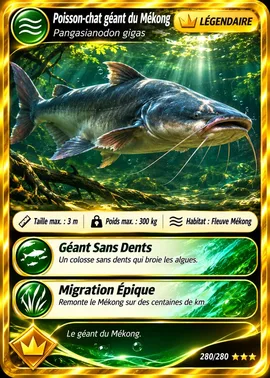 Poisson-chat géant du Mékong
LÉGENDAIRE
Pangasianodon gigas
Taille max. : 3 m
Poids max. : 300 kg
Habitat : Fleuve Mékong
Géant Sans Dents
Un colosse sans dents qui broie les algues.
Migration Épique
Remonte le Mékong sur des centaines de km
Le géant du Mékong.
280/280 ★★★